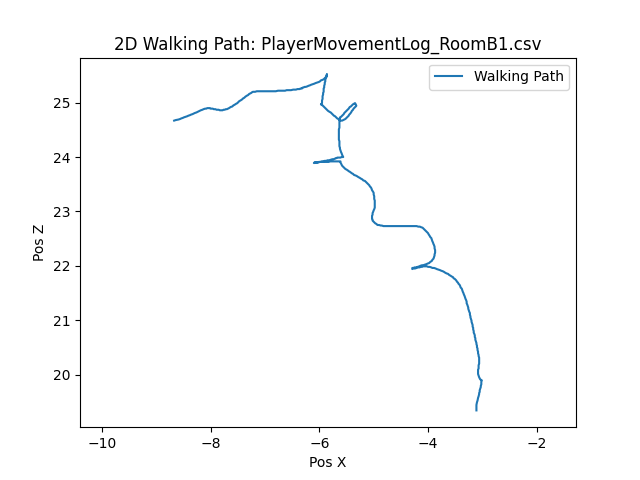 2D Walking Path: PlayerMovementLog_RoomB1.csv
Walking Path
25
24
23
22
21
20
Pos Z
−10
−8
−6
−4
−2
Pos X